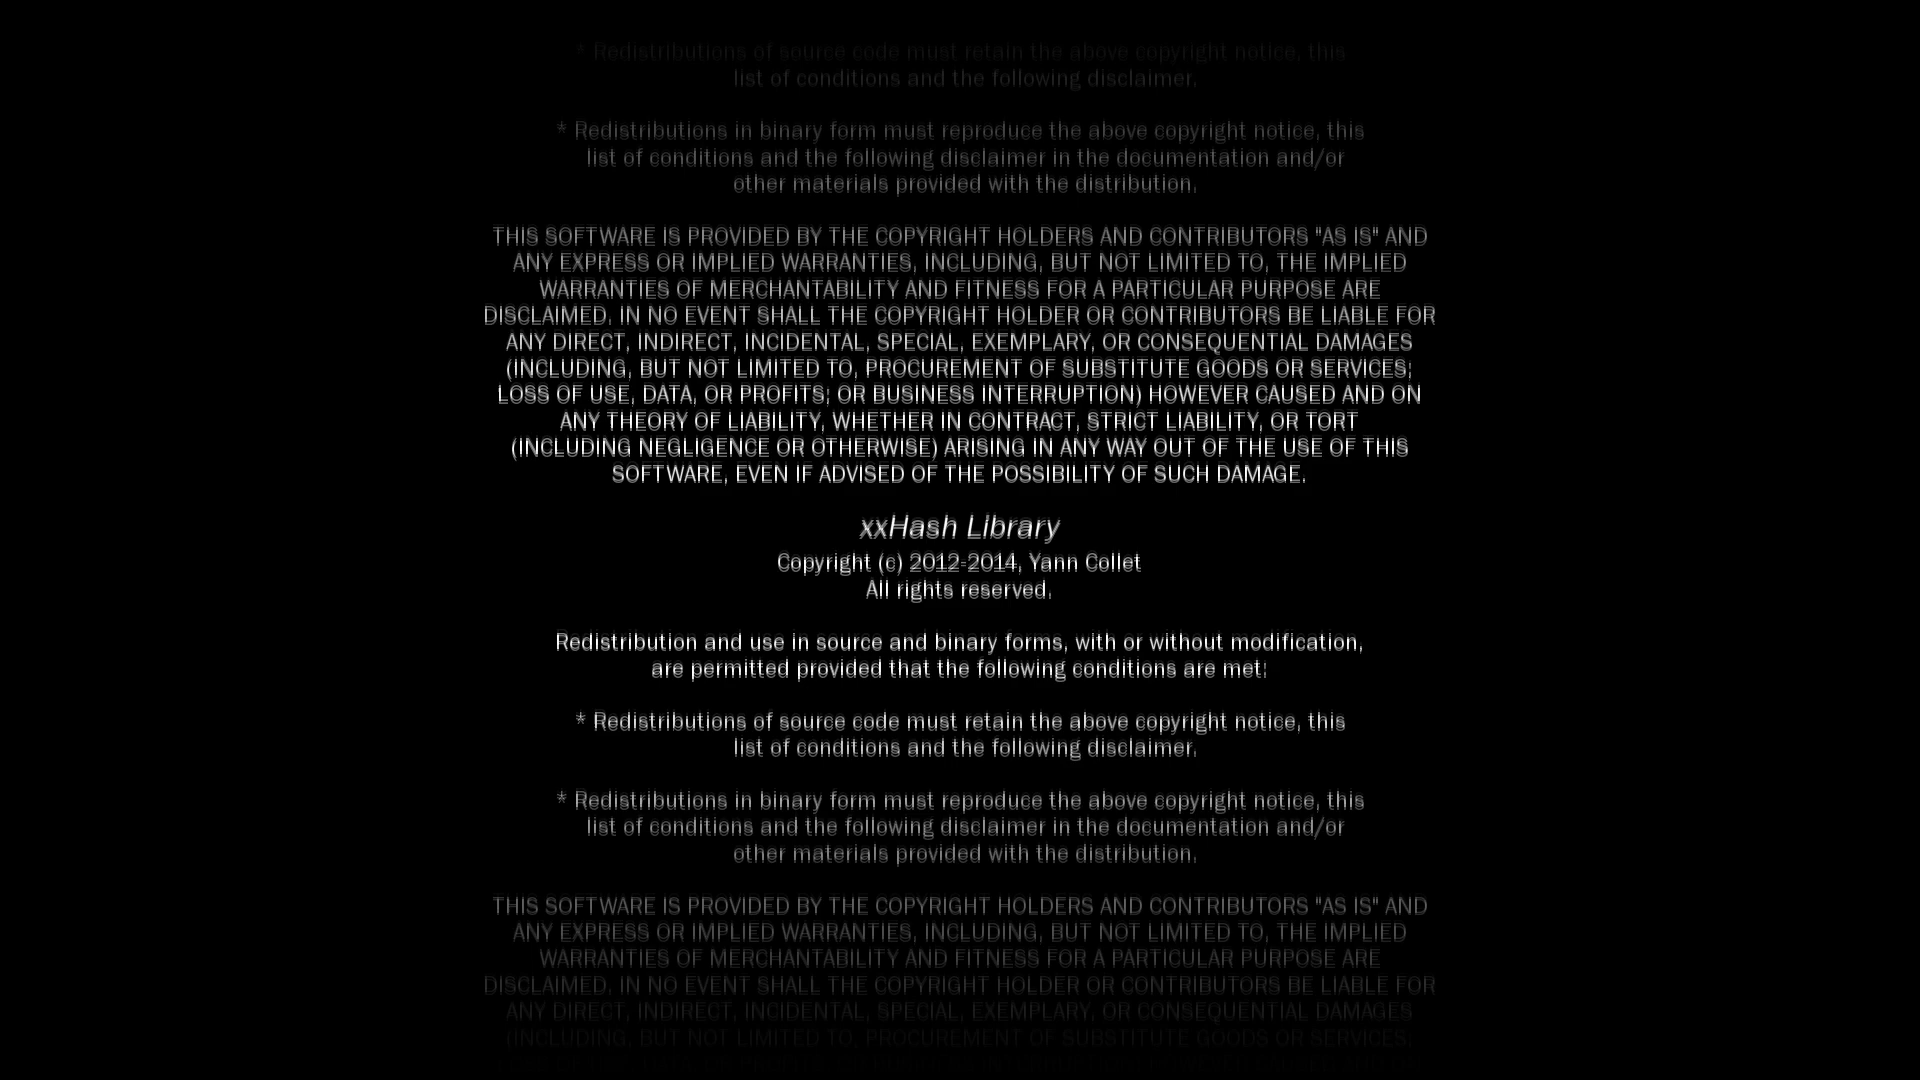 * Redistributions of source code must retain the above copyright notice, this
list of conditions and the following disclaimer.
* Redistributions in binary form must reproduce the above copyright notice, this
list of conditions and the following disclaimer in the documentation and/or
other materials provided with the distribution.
THIS SOFTWARE IS PROVIDED BY THE COPYRIGHT HOLDERS AND CONTRIBUTORS "AS IS" AND
ANY EXPRESS OR IMPLIED WARRANTIES, INCLUDING, BUT NOT LIMITED TO, THE IMPLIED
WARRANTIES OF MERCHANTABILITY AND FITNESS FOR A PARTICULAR PURPOSE ARE
DISCLAIMED. IN NO EVENT SHALL THE COPYRIGHT HOLDER OR CONTRIBUTORS BE LIABLE FOR
ANY DIRECT, INDIRECT, INCIDENTAL, SPECIAL, EXEMPLARY, OR CONSEQUENTIAL DAMAGES
(INCLUDING, BUT NOT LIMITED TO, PROCUREMENT OF SUBSTITUTE GOODS OR SERVICES;
LOSS OF USE, DATA, OR PROFITS; OR BUSINESS INTERRUPTION) HOWEVER CAUSED AND ON
ANY THEORY OF LIABILITY, WHETHER IN CONTRACT, STRICT LIABILITY, OR TORT
(INCLUDING NEGLIGENCE OR OTHERWISE) ARISING IN ANY WAY OUT OF THE USE OF THIS
SOFTWARE, EVEN IF ADVISED OF THE POSSIBILITY OF SUCH DAMAGE.
xxHash Library
Copyright (c) 2012-2014, Yann Collet
All rights reserved.
Redistribution and use in source and binary forms, with or without modification,
are permitted provided that the following conditions are met:
* Redistributions of source code must retain the above copyright notice, this
list of conditions and the following disclaimer.
* Redistributions in binary form must reproduce the above copyright notice, this
list of conditions and the following disclaimer in the documentation and/or
other materials provided with the distribution.
THIS SOFTWARE IS PROVIDED BY THE COPYRIGHT HOLDERS AND CONTRIBUTORS "AS IS" AND
ANY EXPRESS OR IMPLIED WARRANTIES, INCLUDING, BUT NOT LIMITED TO, THE IMPLIED
WARRANTIES OF MERCHANTABILITY AND FITNESS FOR A PARTICULAR PURPOSE ARE
DISCLAIMED. IN NO EVENT SHALL THE COPYRIGHT HOLDER OR CONTRIBUTORS BE LIABLE FOR
ANY DIRECT, INDIRECT, INCIDENTAL, SPECIAL, EXEMPLARY, OR CONSEQUENTIAL DAMAGES
(INCLUDING, BUT NOT LIMITED TO, PROCUREMENT OF SUBSTITUTE GOODS OR SERVICES;